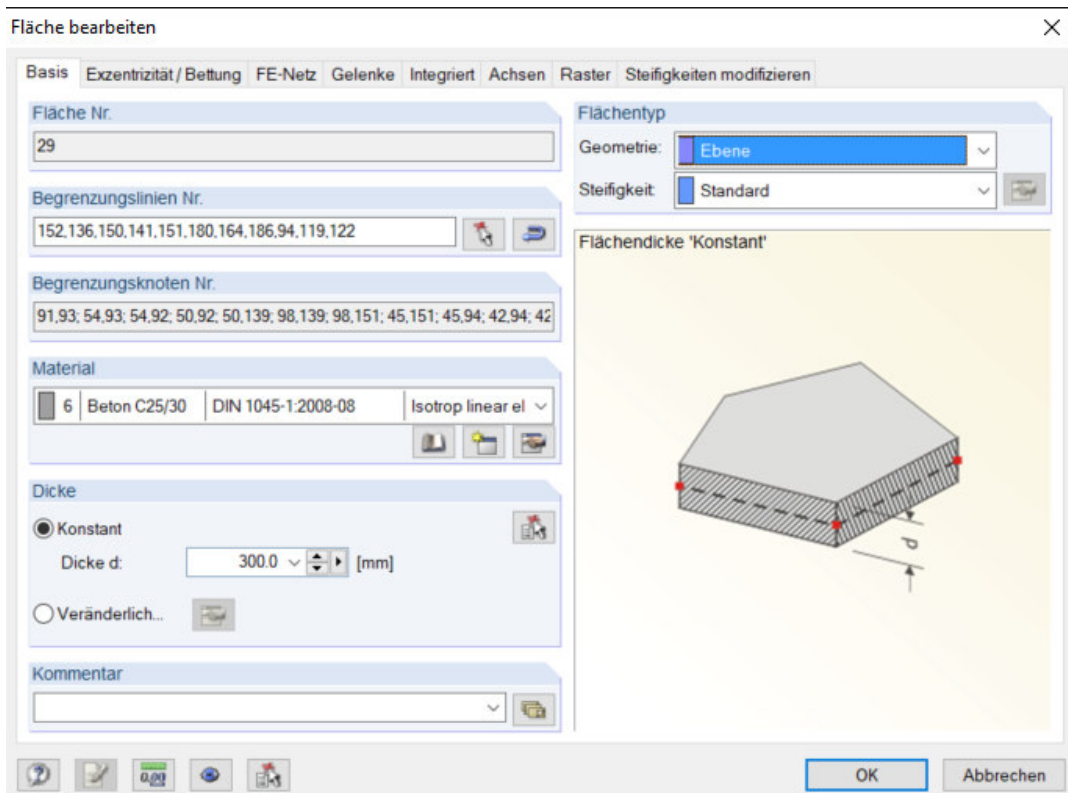 Fläche bearbeiten
Basis Exzentrizität / Bettung FE-Netz Gelenke Integriert Achsen Raster Steifigkeiten modifizieren
Fläche Nr.
29
Begrenzungslinien Nr.
152,136,150,141,151,180,164,186,94,119,122
Begrenzungsknoten Nr.
91,93; 54,93; 54,92; 50,92; 50,139; 98,139; 98,151; 45,151; 45,94; 42,94; 42
Material
6 Beton C25/30 DIN 1045-1:2008-08 Isotrop linear el
Dicke
Konstant
Dicke d: 300.0 [mm]
Veränderlich...
Kommentar
Flächentyp
Geometrie: Ebene
Steifigkeit: Standard
Flächendicke 'Konstant'
d
0,00
OK Abbrechen